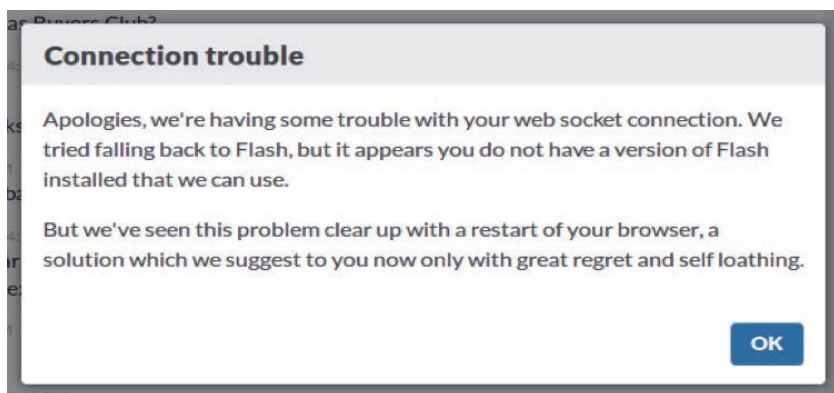 as Buyers Club?
Connection trouble
Apologies, we're having some trouble with your web socket connection. We
tried falling back to Flash, but it appears you do not have a version of Flash
installed that we can use.
But we've seen this problem clear up with a restart of your browser, a
solution which we suggest to you now only with great regret and self loathing.
OK